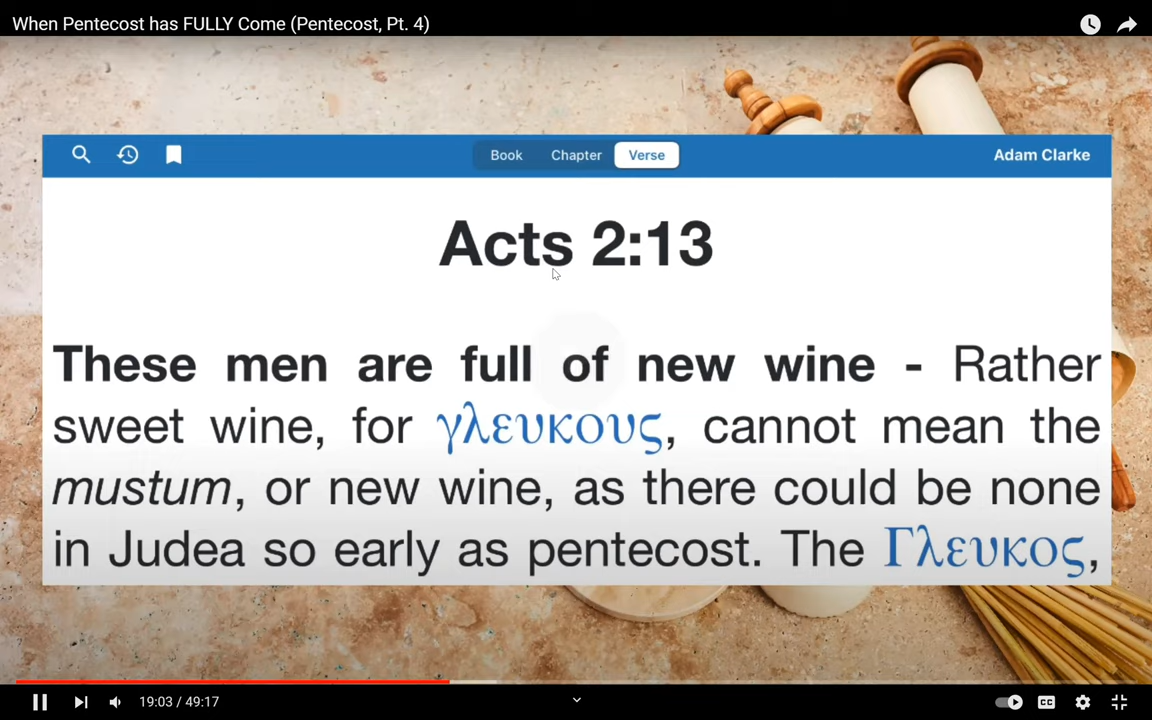 When Pentecost has FULLY Come (Pentecost, Pt. 4)
Book Chapter Verse Adam Clarke
Acts 2:13
These men are full of new wine - Rather
sweet wine, for γλευκους, cannot mean the
mustum, or new wine, as there could be none
in Judea so early as pentecost. The Γλευκος,
19:03 / 49:17
CC